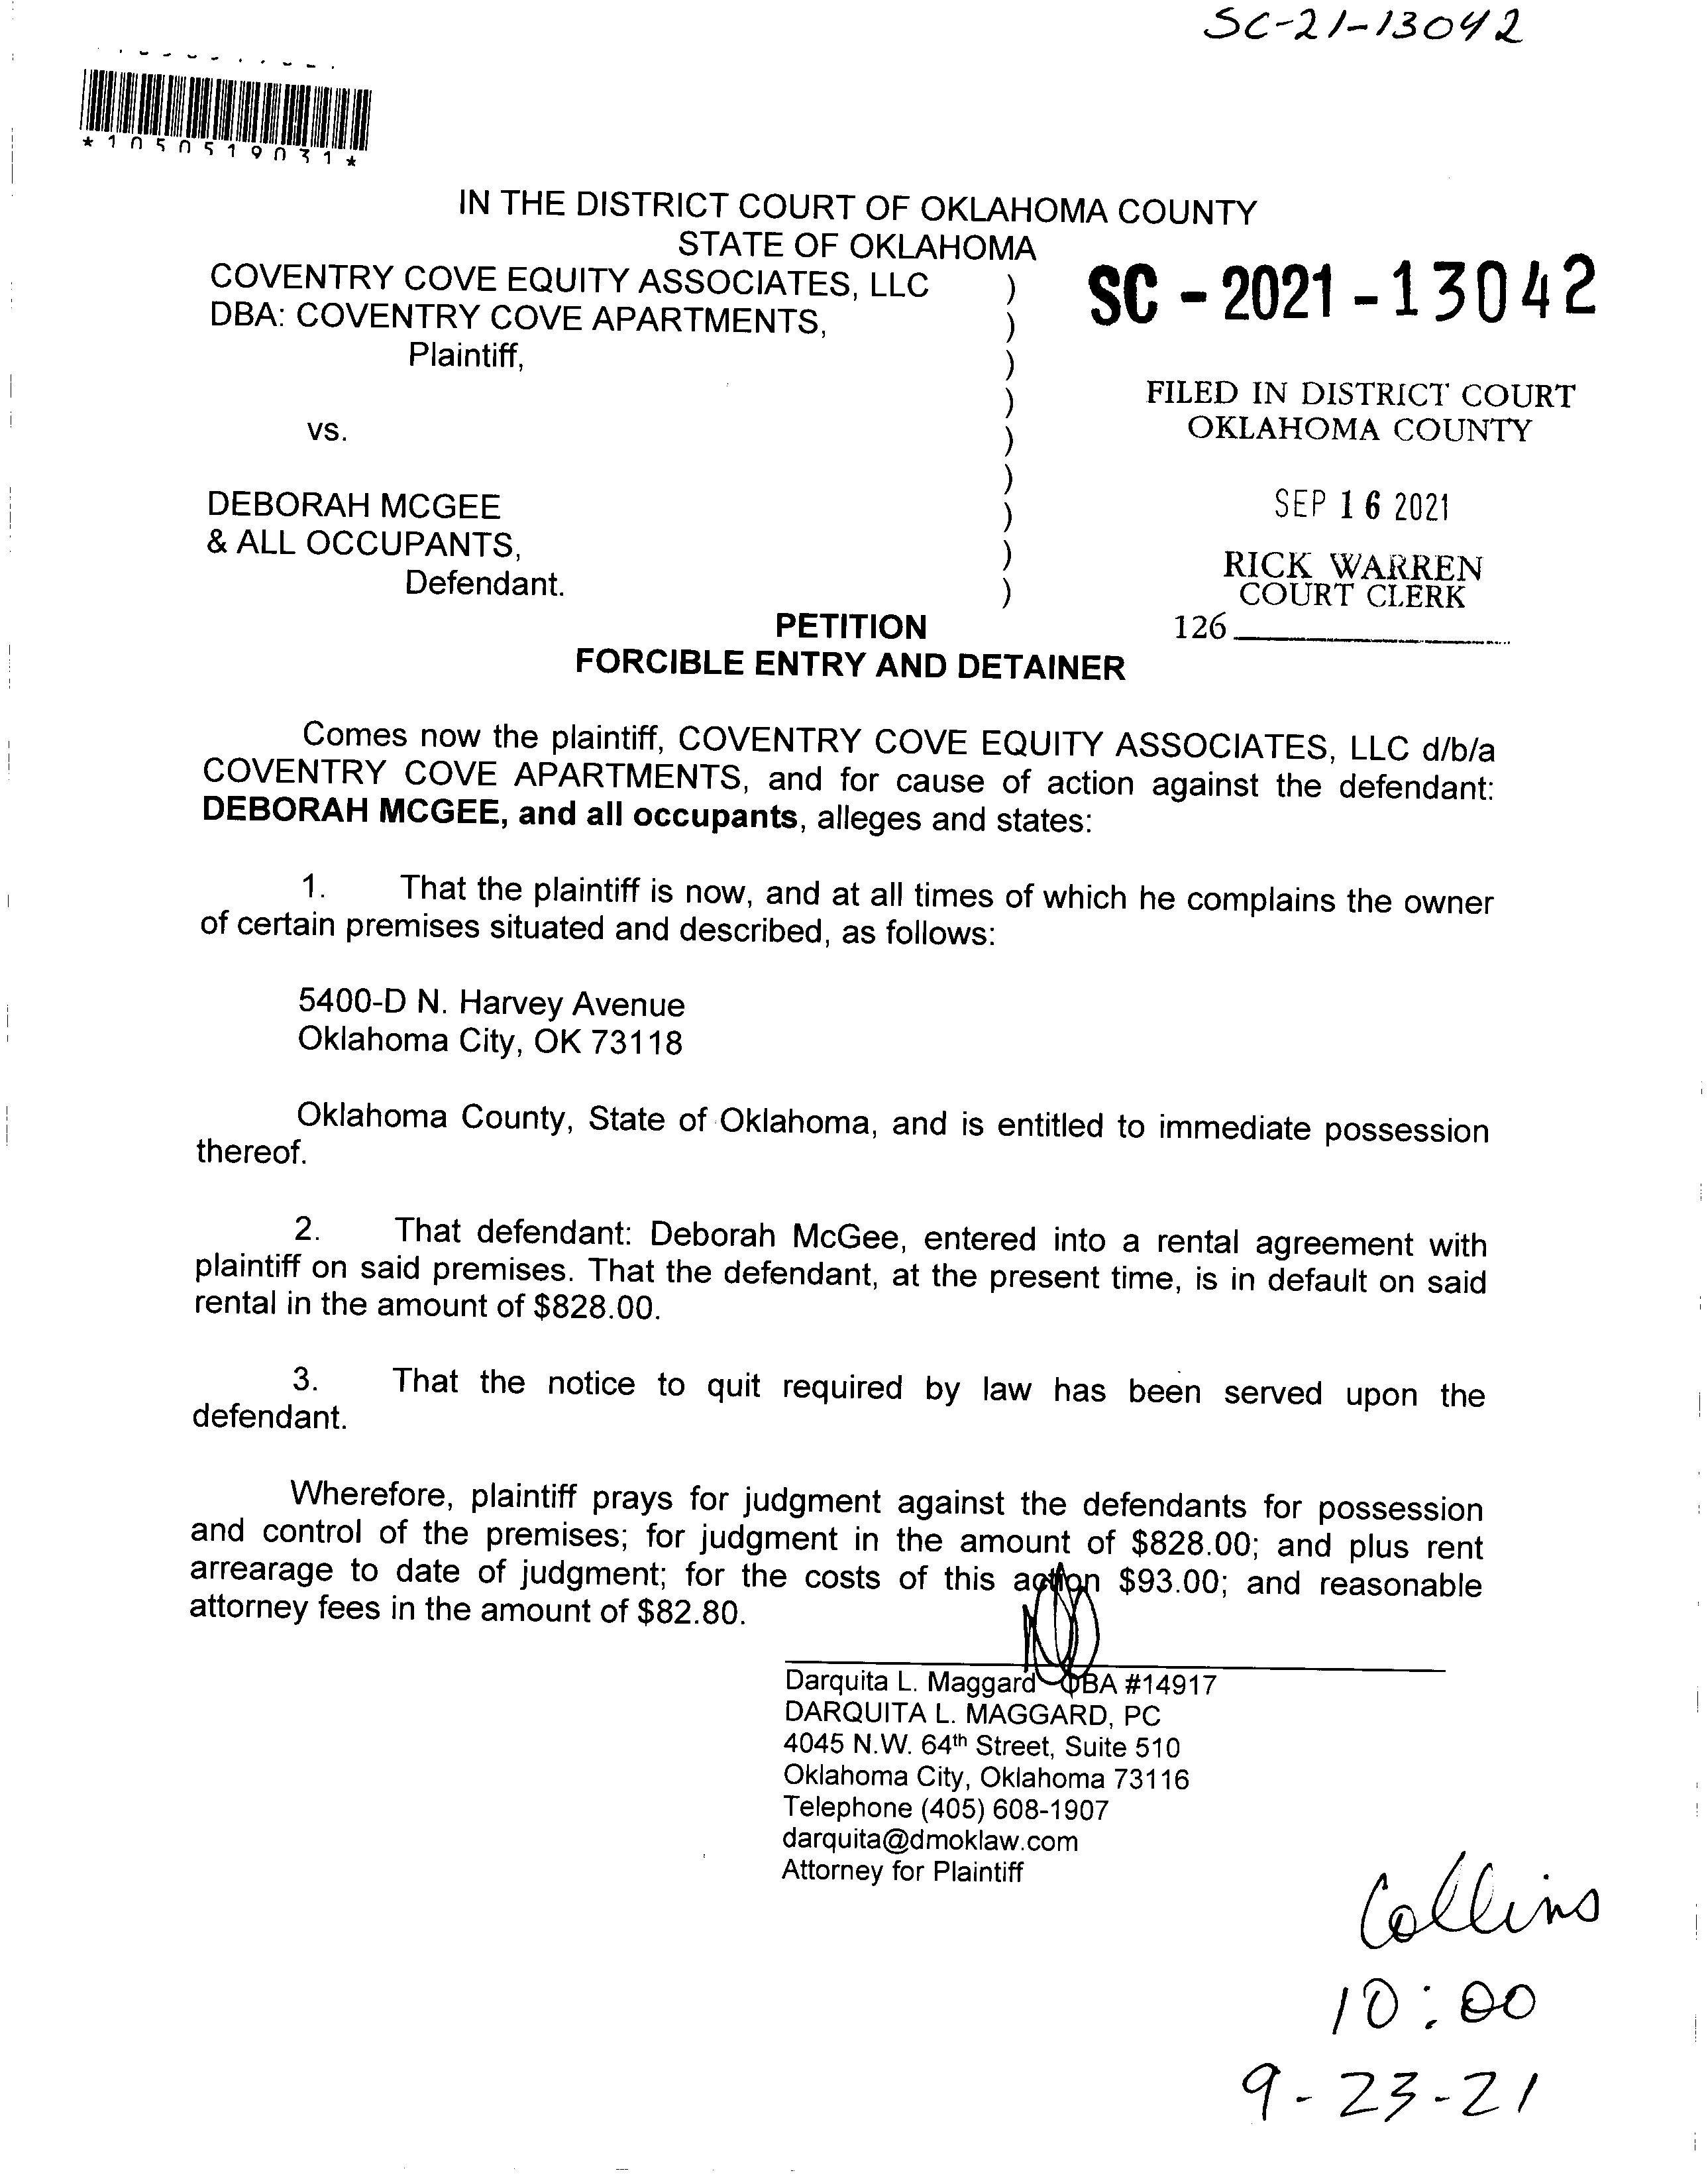 SC-21-13042
*1050519031*
IN THE DISTRICT COURT OF OKLAHOMA COUNTY
STATE OF OKLAHOMA
COVENTRY COVE EQUITY ASSOCIATES, LLC )
DBA: COVENTRY COVE APARTMENTS, )
Plaintiff, )
)
vs. )
)
DEBORAH MCGEE )
& ALL OCCUPANTS, )
Defendant. )
SC - 2021 - 13042
FILED IN DISTRICT COURT
OKLAHOMA COUNTY
SEP 16 2021
RICK WARREN
COURT CLERK
126
PETITION
FORCIBLE ENTRY AND DETAINER
Comes now the plaintiff, COVENTRY COVE EQUITY ASSOCIATES, LLC d/b/a
COVENTRY COVE APARTMENTS, and for cause of action against the defendant:
DEBORAH MCGEE, and all occupants, alleges and states:
1. That the plaintiff is now, and at all times of which he complains the owner
of certain premises situated and described, as follows:
5400-D N. Harvey Avenue
Oklahoma City, OK 73118
Oklahoma County, State of Oklahoma, and is entitled to immediate possession
thereof.
2. That defendant: Deborah McGee, entered into a rental agreement with
plaintiff on said premises. That the defendant, at the present time, is in default on said
rental in the amount of $828.00.
3. That the notice to quit required by law has been served upon the
defendant.
Wherefore, plaintiff prays for judgment against the defendants for possession
and control of the premises; for judgment in the amount of $828.00; and plus rent
arrearage to date of judgment; for the costs of this action $93.00; and reasonable
attorney fees in the amount of $82.80.
Darquita L. Maggard OBA #14917
DARQUITA L. MAGGARD, PC
4045 N.W. 64th Street, Suite 510
Oklahoma City, Oklahoma 73116
Telephone (405) 608-1907
darquita@dmoklaw.com
Attorney for Plaintiff
Collins
10:00
9-23-21